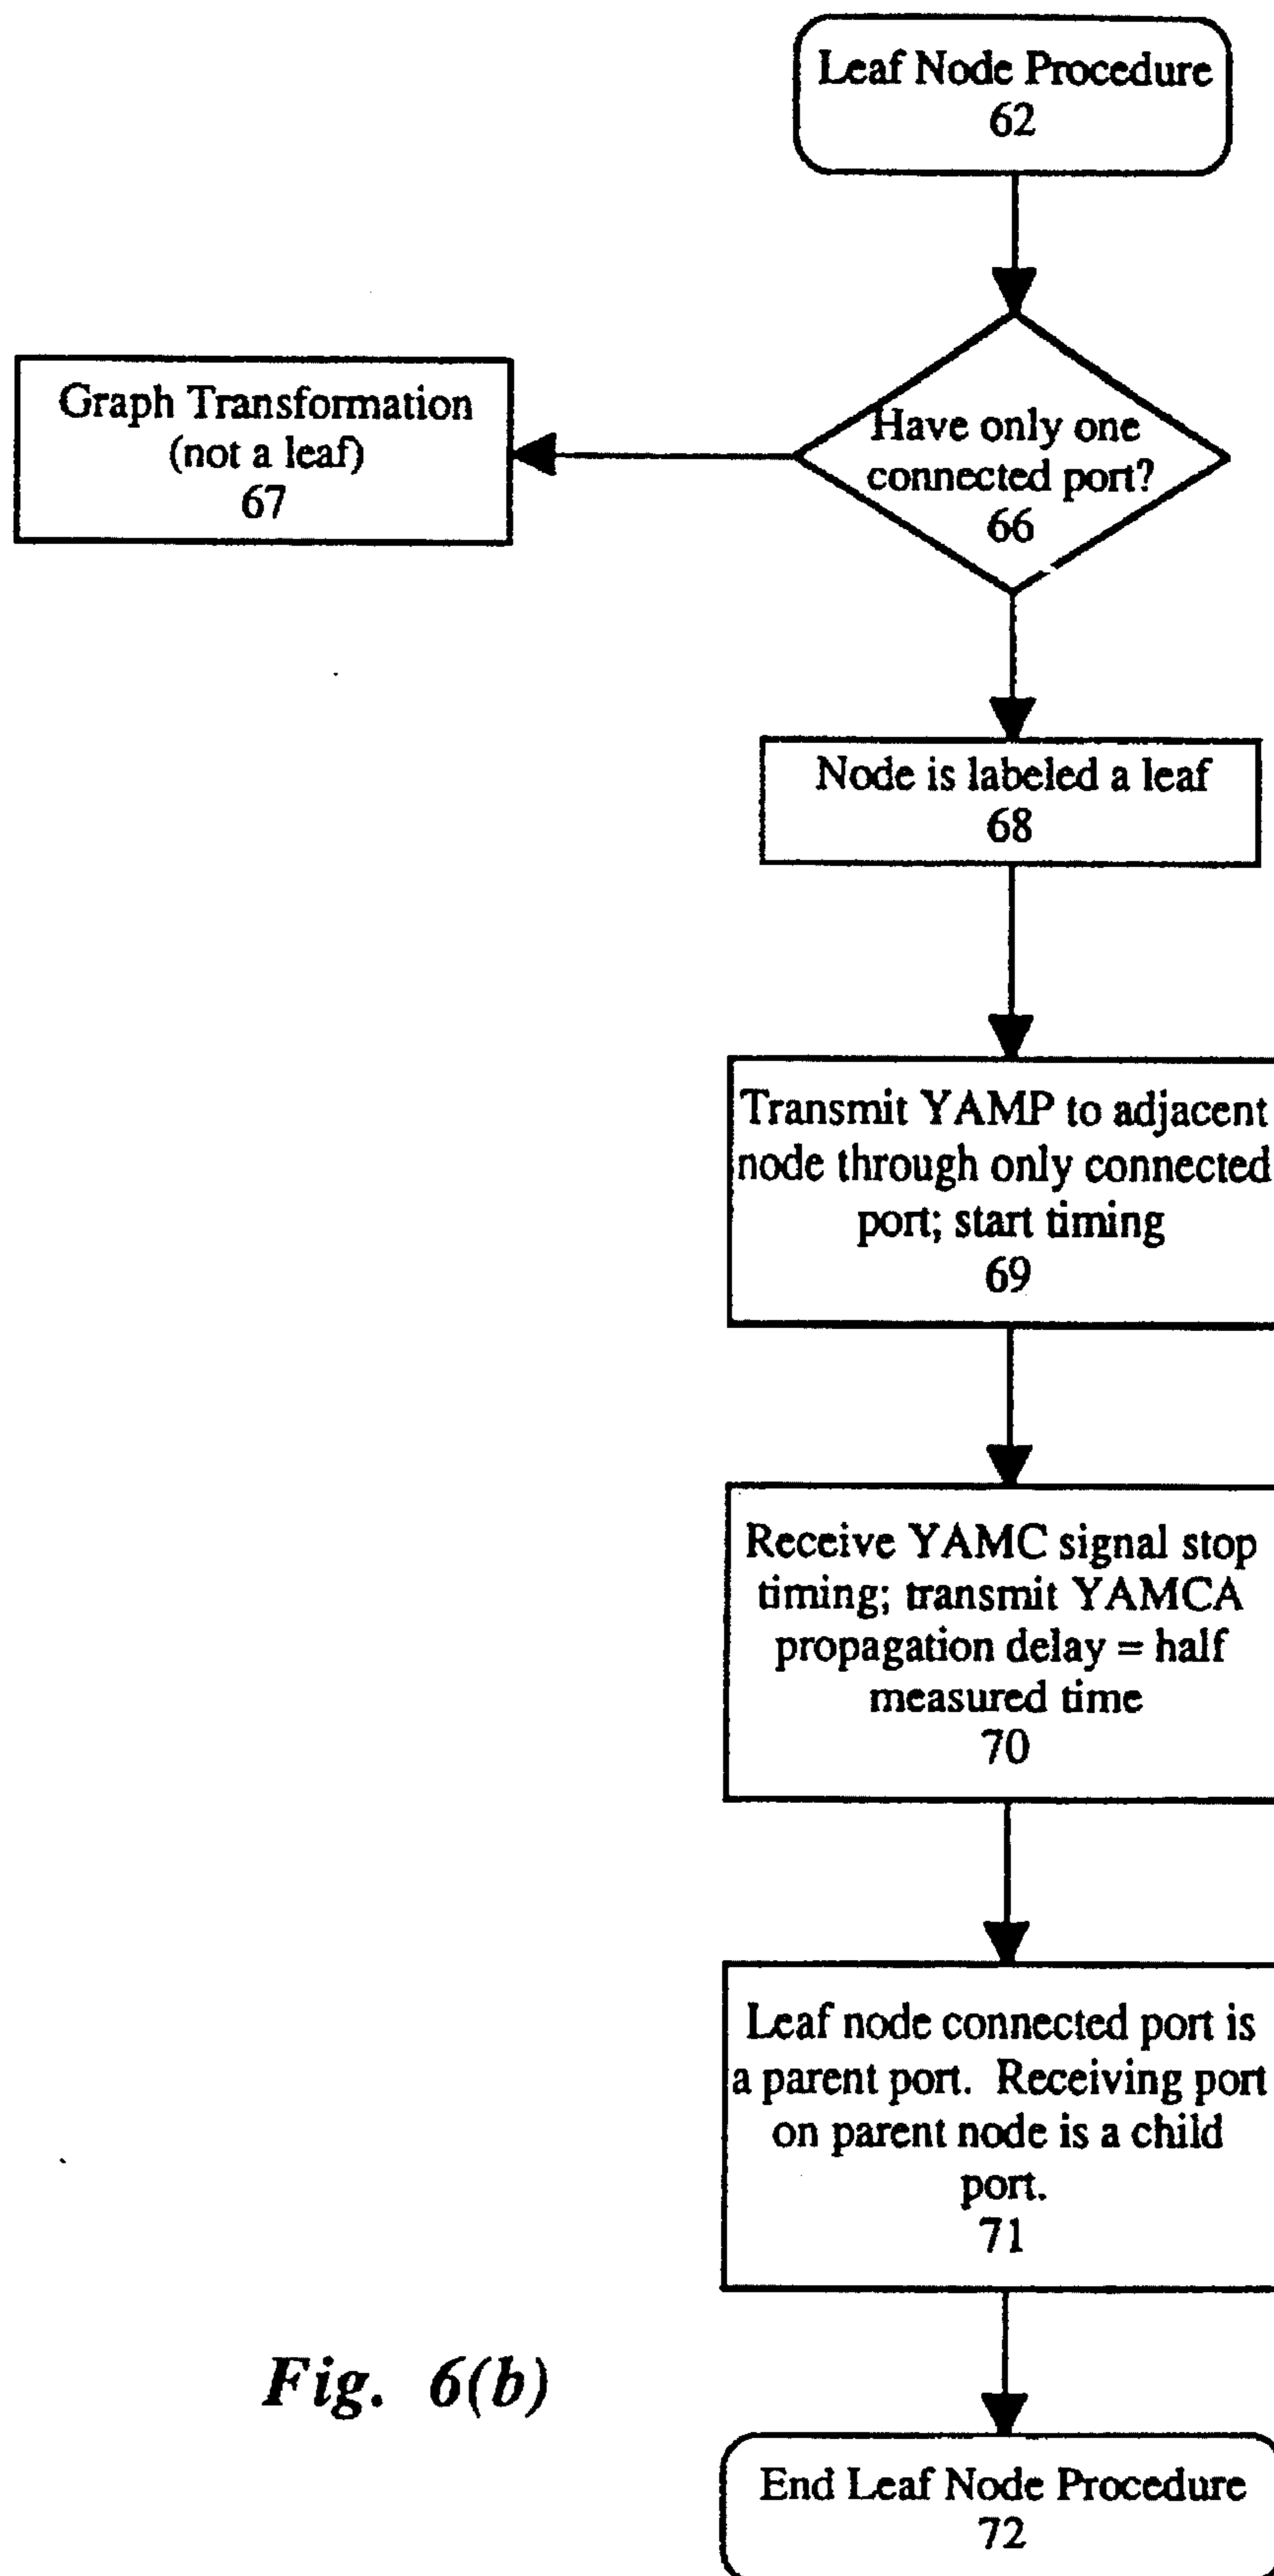 Leaf Node Procedure
62
Have only one
connected port?
66
Graph Transformation
(not a leaf)
67
Node is labeled a leaf
68
Transmit YAMP to adjacent
node through only connected
port; start timing
69
Receive YAMC signal stop
timing; transmit YAMCA
propagation delay = half
measured time
70
Leaf node connected port is
a parent port. Receiving port
on parent node is a child
port.
71
End Leaf Node Procedure
72
Fig. 6(b)